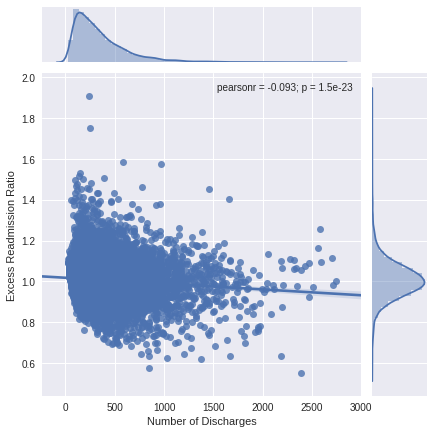 pearsonr = -0.093; p = 1.5e-23
2.0
1.8
1.6
1.4
1.2
1.0
0.8
0.6
Excess Readmission Ratio
0 500 1000 1500 2000 2500 3000
Number of Discharges